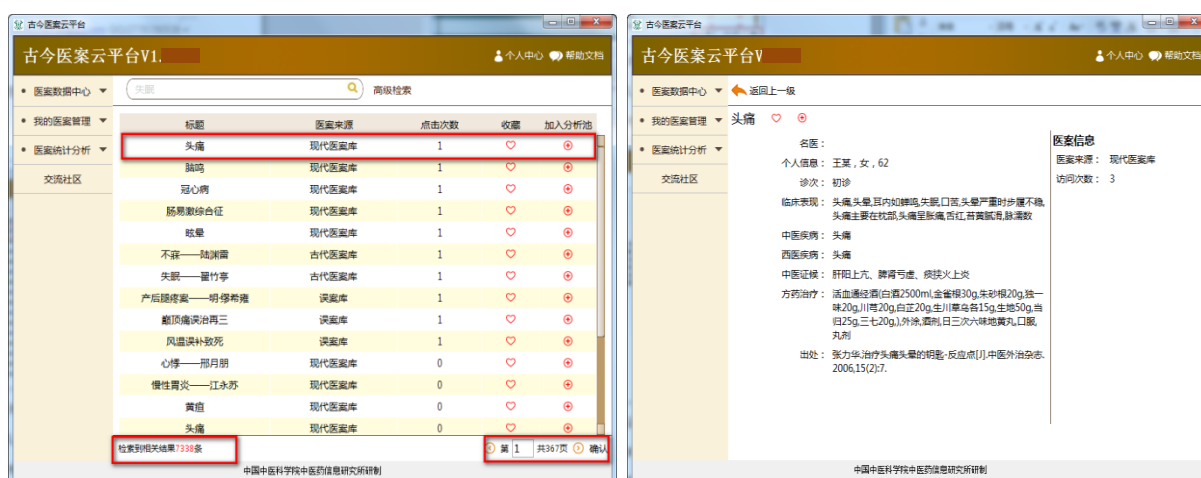 古今医案云平台
古今医案云平台V1.
个人中心 帮助文档
医案数据中心
失眠
高级检索
我的医案管理
医案统计分析
交流社区
标题 医案来源 点击次数 收藏 加入分析池
头痛 现代医案库 1
脑鸣 现代医案库 1
冠心病 现代医案库 1
肠易激综合征 现代医案库 1
眩晕 现代医案库 1
不寐——陆渊雷 古代医案库 1
失眠——翟竹亭 古代医案库 1
产后腿疼案——明·缪希雍 误案库 1
巅顶痛误治再三 误案库 1
风温误补致死 误案库 1
心悸——邢月朋 现代医案库 0
慢性胃炎——江永苏 现代医案库 0
黄疸 现代医案库 0
头痛 现代医案库 0
检索到相关结果7338条
第 1 共367页 确认
中国中医科学院中医药信息研究所研制
古今医案云平台
古今医案云平台V
个人中心 帮助文档
医案数据中心
返回上一级
我的医案管理
医案统计分析
交流社区
头痛
名医：
个人信息： 王某 , 女 , 62
诊次： 初诊
临床表现： 头痛,头晕,耳内如蝉鸣,失眠,口苦,头晕严重时步履不稳,
头痛主要在枕部,头痛呈胀痛,舌红,苔黄腻滑,脉濡数
中医疾病： 头痛
西医疾病： 头痛
中医证候： 肝阳上亢、脾肾亏虚、痰挟火上炎
方药治疗： 活血通经酒(白酒2500ml,金雀根30g,朱砂根20g,独一
味20g,川芎20g,白芷20g,生川草乌各15g,生地50g,当
归25g,三七20g,),外涂,酒剂,日三次六味地黄丸,口服,
丸剂
出处： 张力华.治疗头痛头晕的钥匙-反应点[J].中医外治杂志.
2006,15(2):7.
医案信息
医案来源： 现代医案库
访问次数： 3
中国中医科学院中医药信息研究所研制